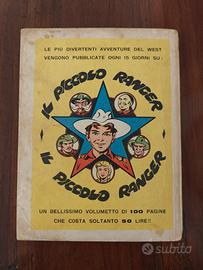 LE PIÙ DIVERTENTI AVVENTURE DEL WEST
VENGONO PUBBLICATE OGNI 15 GIORNI SU:
IL PICCOLO RANGER
IL PICCOLO RANGER
UN BELLISSIMO VOLUMETTO DI 100 PAGINE
CHE COSTA SOLTANTO 50 LIRE!!
subito